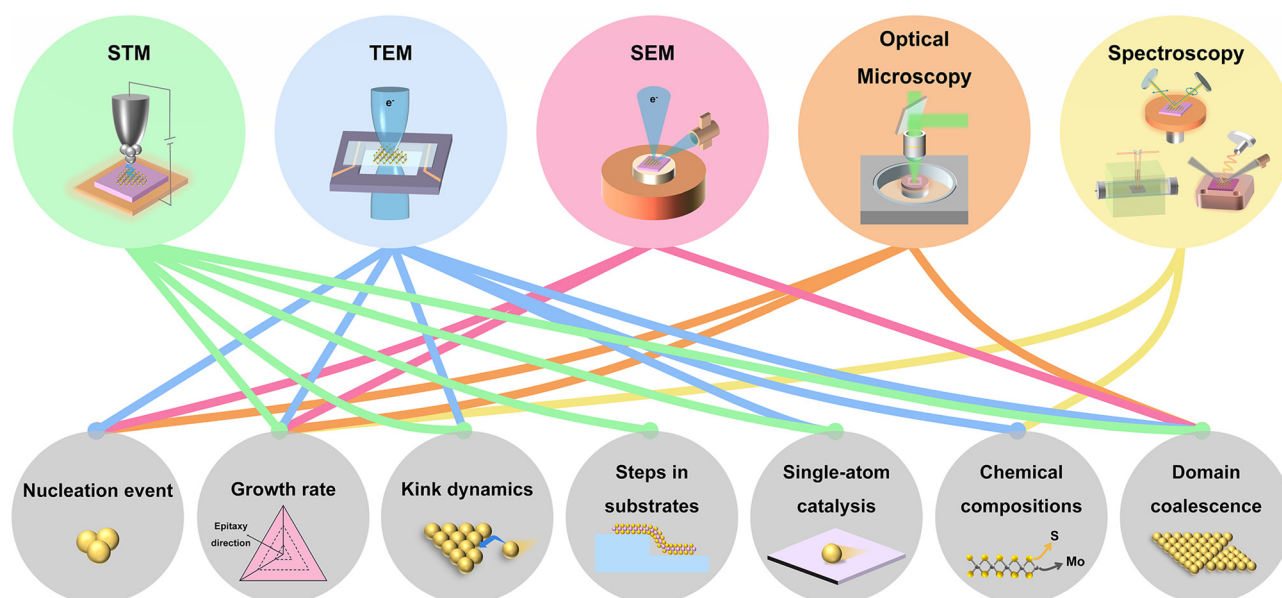 STM
TEM
SEM
Optical
Microscopy
Spectroscopy
e-
e-
Nucleation event
Growth rate
Epitaxy
direction
Kink dynamics
Steps in
substrates
Single-atom
catalysis
Chemical
compositions
S
Mo
Domain
coalescence